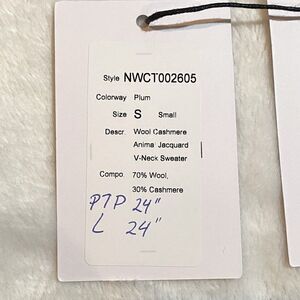 Style NWCT002605
Colorway Plum
Size S Small
Descr. Wool Cashmere
Anima Jacquard
V-Neck Sweater
Compo. 70% Wool,
30% Cashmere
PTP 24"
L 24"